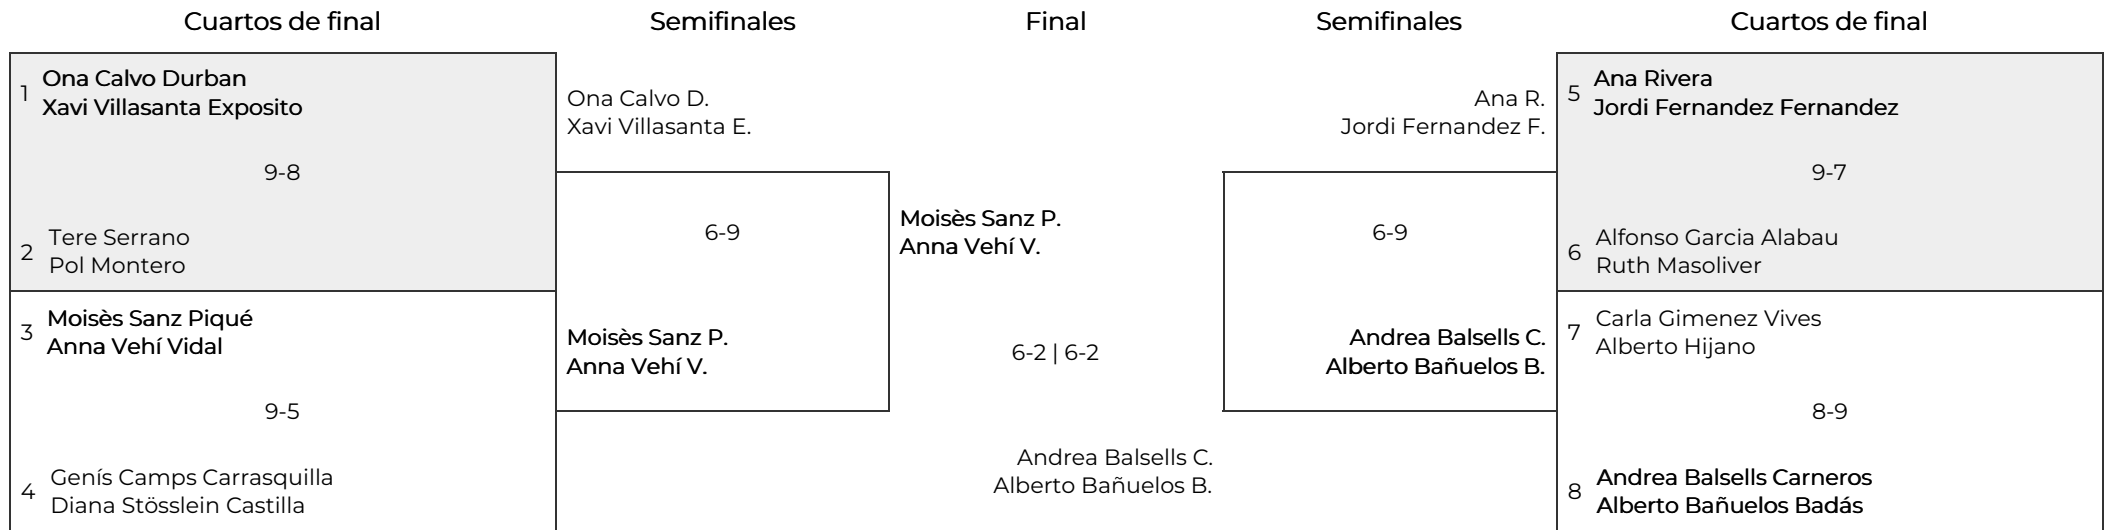 Cuartos de final
Semifinales
Final
Semifinales
Cuartos de final
1
Ona Calvo Durban
Xavi Villasanta Exposito
9-8
2
Tere Serrano
Pol Montero
3
Moisès Sanz Piqué
Anna Vehí Vidal
9-5
4
Genís Camps Carrasquilla
Diana Stösslein Castilla
Ona Calvo D.
Xavi Villasanta E.
6-9
Moisès Sanz P.
Anna Vehí V.
Moisès Sanz P.
Anna Vehí V.
6-2 | 6-2
Andrea Balsells C.
Alberto Bañuelos B.
Ana R.
Jordi Fernandez F.
6-9
Andrea Balsells C.
Alberto Bañuelos B.
5
Ana Rivera
Jordi Fernandez Fernandez
9-7
6
Alfonso Garcia Alabau
Ruth Masoliver
7
Carla Gimenez Vives
Alberto Hijano
8-9
8
Andrea Balsells Carneros
Alberto Bañuelos Badás